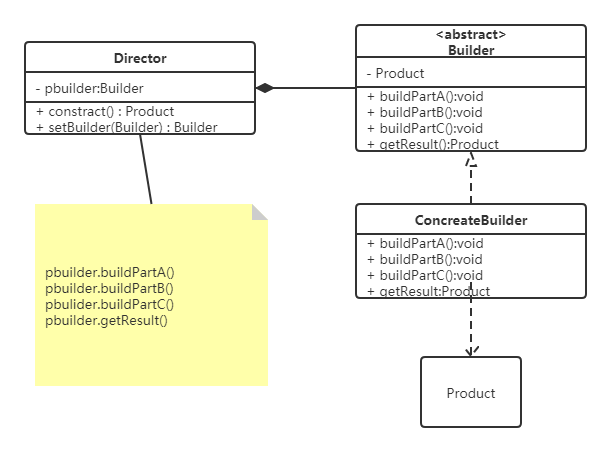 Director
- pbuilder:Builder
+ constract() : Product
+ setBuilder(Builder) : Builder
<abstract>
Builder
- Product
+ buildPartA():void
+ buildPartB():void
+ buildPartC():void
+ getResult():Product
ConcreateBuilder
+ buildPartA():void
+ buildPartB():void
+ buildPartC():void
+ getResult:Product
pbuilder.buildPartA()
pbuilder.buildPartB()
pbulider.buildPartC()
pbuilder.getResult()
Product